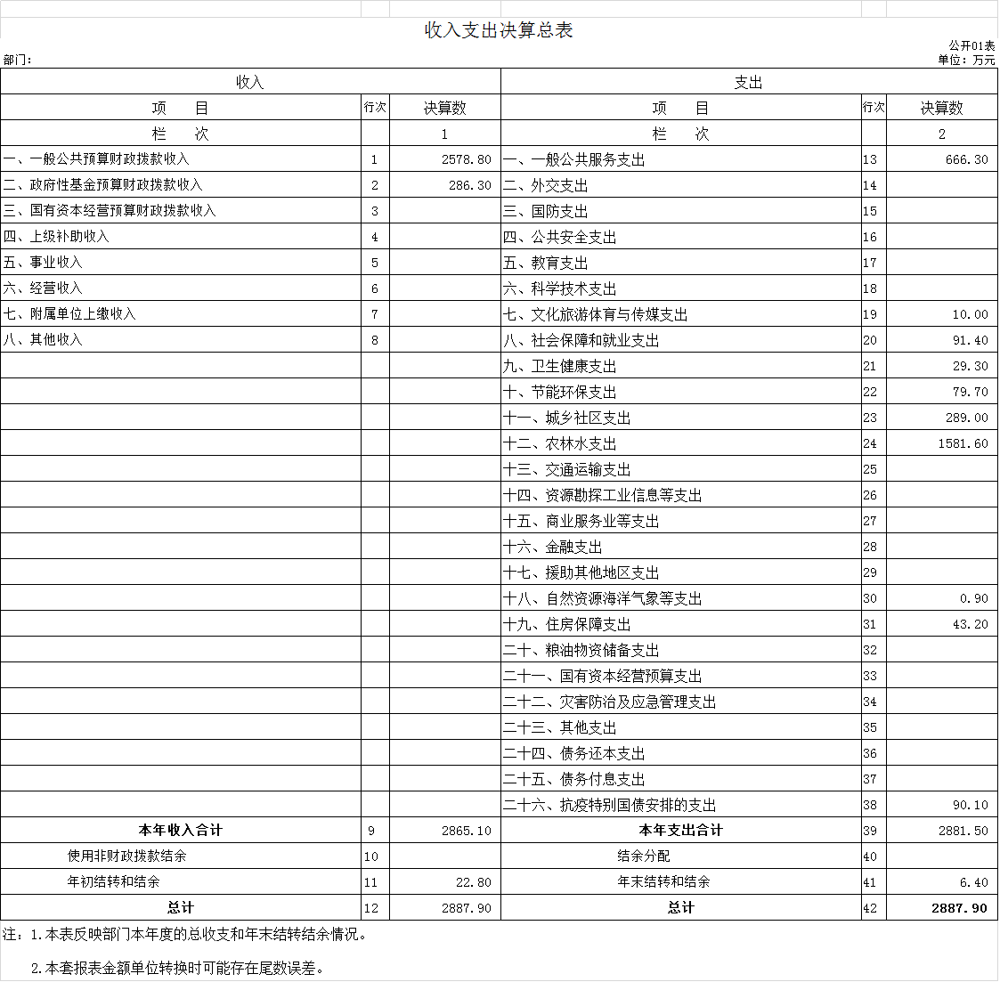 收入支出决算总表
公开01表
部门： 单位：万元
收入 支出
项 目 行次 决算数 项 目 行次 决算数
栏 次 1 栏 次 2
一、一般公共预算财政拨款收入 1 2578.80 一、一般公共服务支出 13 666.30
二、政府性基金预算财政拨款收入 2 286.30 二、外交支出 14
三、国有资本经营预算财政拨款收入 3 三、国防支出 15
四、上级补助收入 4 四、公共安全支出 16
五、事业收入 5 五、教育支出 17
六、经营收入 6 六、科学技术支出 18
七、附属单位上缴收入 7 七、文化旅游体育与传媒支出 19 10.00
八、其他收入 8 八、社会保障和就业支出 20 91.40
九、卫生健康支出 21 29.30
十、节能环保支出 22 79.70
十一、城乡社区支出 23 289.00
十二、农林水支出 24 1581.60
十三、交通运输支出 25
十四、资源勘探工业信息等支出 26
十五、商业服务业等支出 27
十六、金融支出 28
十七、援助其他地区支出 29
十八、自然资源海洋气象等支出 30 0.90
十九、住房保障支出 31 43.20
二十、粮油物资储备支出 32
二十一、国有资本经营预算支出 33
二十二、灾害防治及应急管理支出 34
二十三、其他支出 35
二十四、债务还本支出 36
二十五、债务付息支出 37
二十六、抗疫特别国债安排的支出 38 90.10
本年收入合计 9 2865.10 本年支出合计 39 2881.50
使用非财政拨款结余 10 结余分配 40
年初结转和结余 11 22.80 年末结转和结余 41 6.40
总计 12 2887.90 总计 42 2887.90
注：1.本表反映部门本年度的总收支和年末结转结余情况。
2.本套报表金额单位转换时可能存在尾数误差。